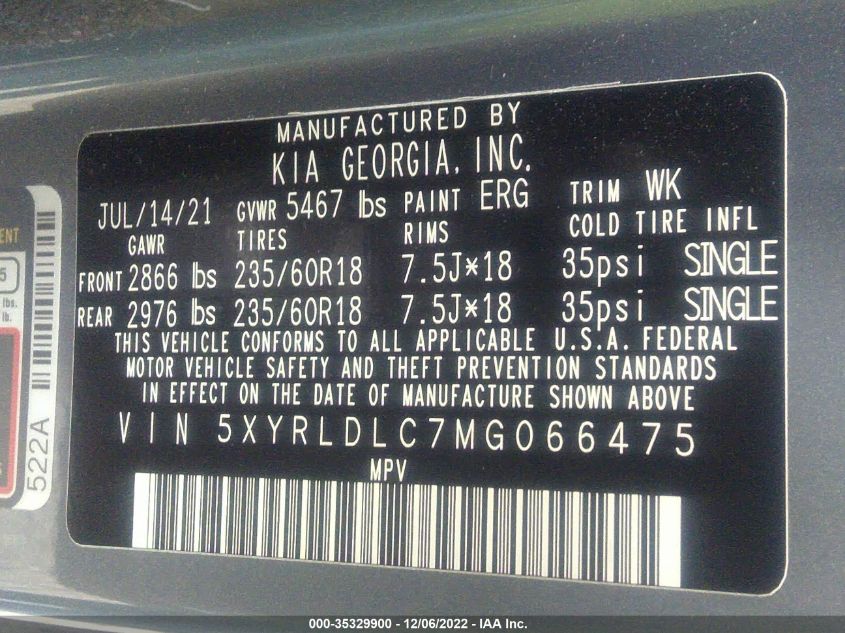 MANUFACTURED BY
KIA GEORGIA, INC.
JUL/14/21 GVWR 5467 lbs PAINT ERG TRIM WK
GAWR TIRES RIMS COLD TIRE INFL
FRONT 2866 lbs 235/60R18 7.5J*18 35psi SINGLE
REAR 2976 lbs 235/60R18 7.5J*18 35psi SINGLE
THIS VEHICLE CONFORMS TO ALL APPLICABLE U.S.A. FEDERAL
MOTOR VEHICLE SAFETY AND THEFT PREVENTION STANDARDS
IN EFFECT ON THE DATE OF MANUFACTURE SHOWN ABOVE
VIN 5XYRLDLC7MG066475
MPV
522A
5
lbs.
lb.
000-35329900 - 12/06/2022 - IAA Inc.